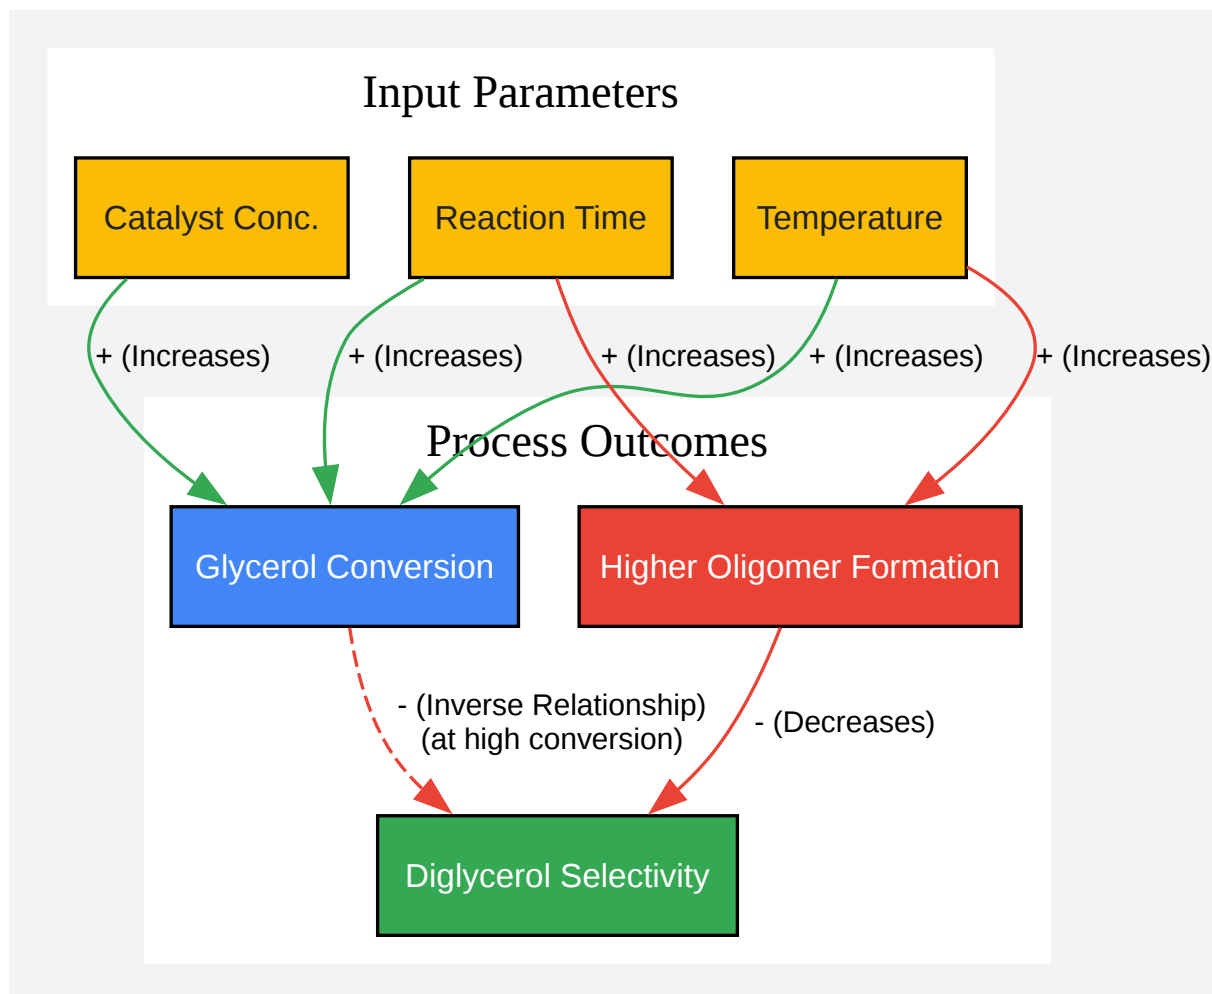 Input Parameters
Catalyst Conc.
Reaction Time
Temperature
+ (Increases)
+ (Increases)
+ (Increases)
+ (Increases)
+ (Increases)
Process Outcomes
Glycerol Conversion
Higher Oligomer Formation
- (Inverse Relationship)
(at high conversion)
- (Decreases)
Diglycerol Selectivity